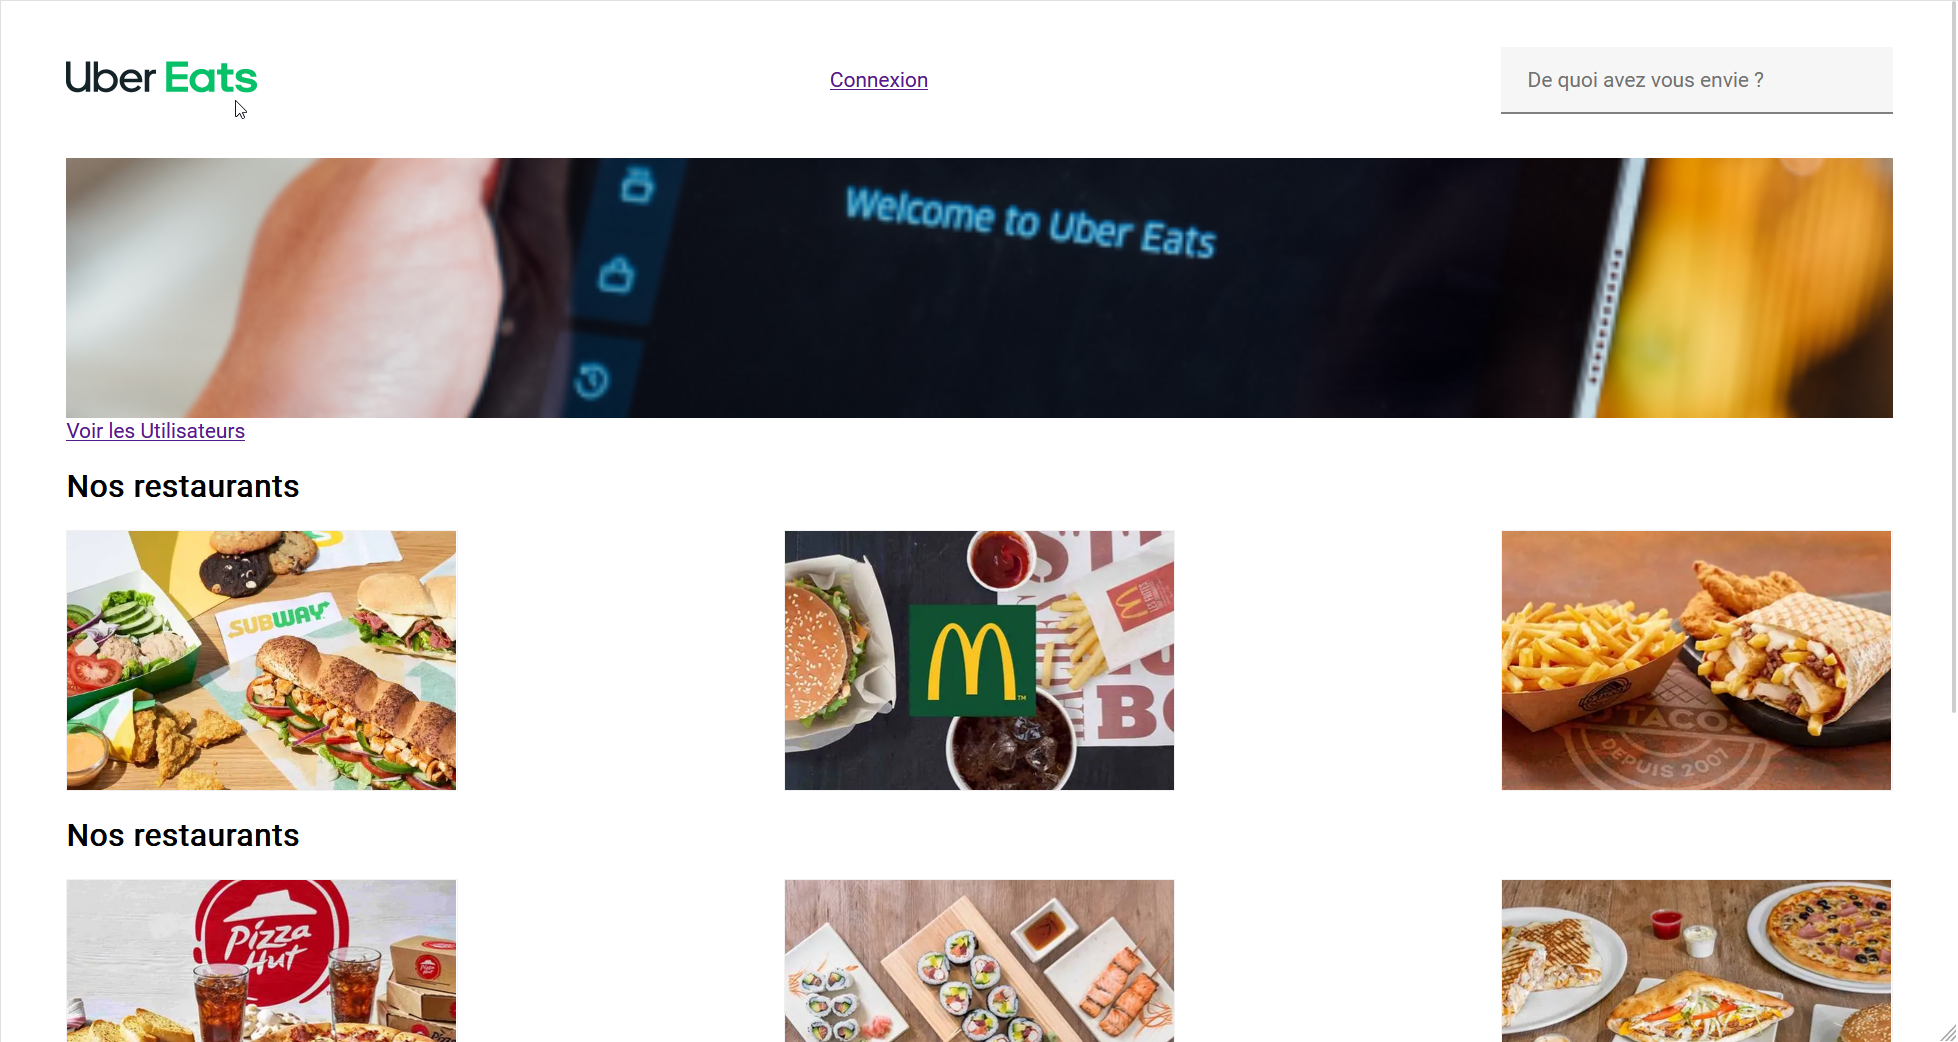 Uber Eats
Connexion
De quoi avez vous envie ?
Welcome to Uber Eats
Voir les Utilisateurs
Nos restaurants
SUBWAY
M
TACOS
DEPUIS 2007
BO
Nos restaurants
Pizza
Hut